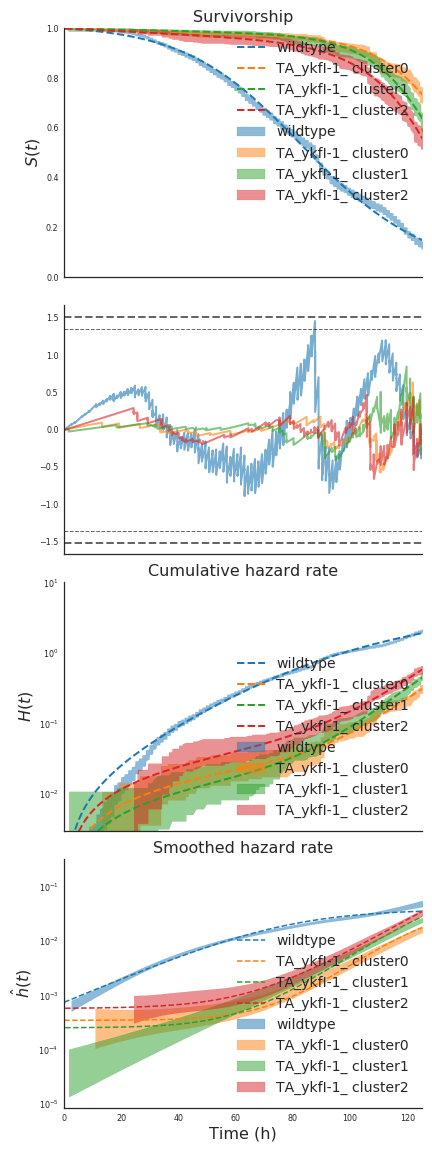 Survivorship
1.0
0.8
0.6
0.4
0.2
0.0
S(t)
wildtype
TA_ykfI-1_ cluster0
TA_ykfI-1_ cluster1
TA_ykfI-1_ cluster2
wildtype
TA_ykfI-1_ cluster0
TA_ykfI-1_ cluster1
TA_ykfI-1_ cluster2
1.5
1.0
0.5
0.0
−0.5
−1.0
−1.5
Cumulative hazard rate
10¹
10⁰
10⁻¹
10⁻²
H(t)
wildtype
TA_ykfI-1_ cluster0
TA_ykfI-1_ cluster1
TA_ykfI-1_ cluster2
wildtype
TA_ykfI-1_ cluster0
TA_ykfI-1_ cluster1
TA_ykfI-1_ cluster2
Smoothed hazard rate
10⁻¹
10⁻²
10⁻³
10⁻⁴
10⁻⁵
ĥ(t)
wildtype
TA_ykfI-1_ cluster0
TA_ykfI-1_ cluster1
TA_ykfI-1_ cluster2
wildtype
TA_ykfI-1_ cluster0
TA_ykfI-1_ cluster1
TA_ykfI-1_ cluster2
0 20 40 60 80 100 120
Time (h)